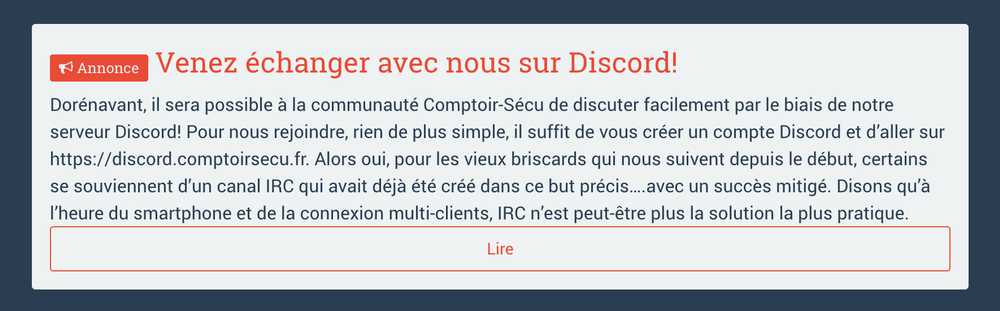 Annonce Venez échanger avec nous sur Discord!
Dorénavant, il sera possible à la communauté Comptoir-Sécu de discuter facilement par le biais de notre
serveur Discord! Pour nous rejoindre, rien de plus simple, il suffit de vous créer un compte Discord et d’aller sur
https://discord.comptoirsecu.fr. Alors oui, pour les vieux briscards qui nous suivent depuis le début, certains
se souviennent d’un canal IRC qui avait déjà été créé dans ce but précis….avec un succès mitigé. Disons qu’à
l’heure du smartphone et de la connexion multi-clients, IRC n’est peut-être plus la solution la plus pratique.
Lire